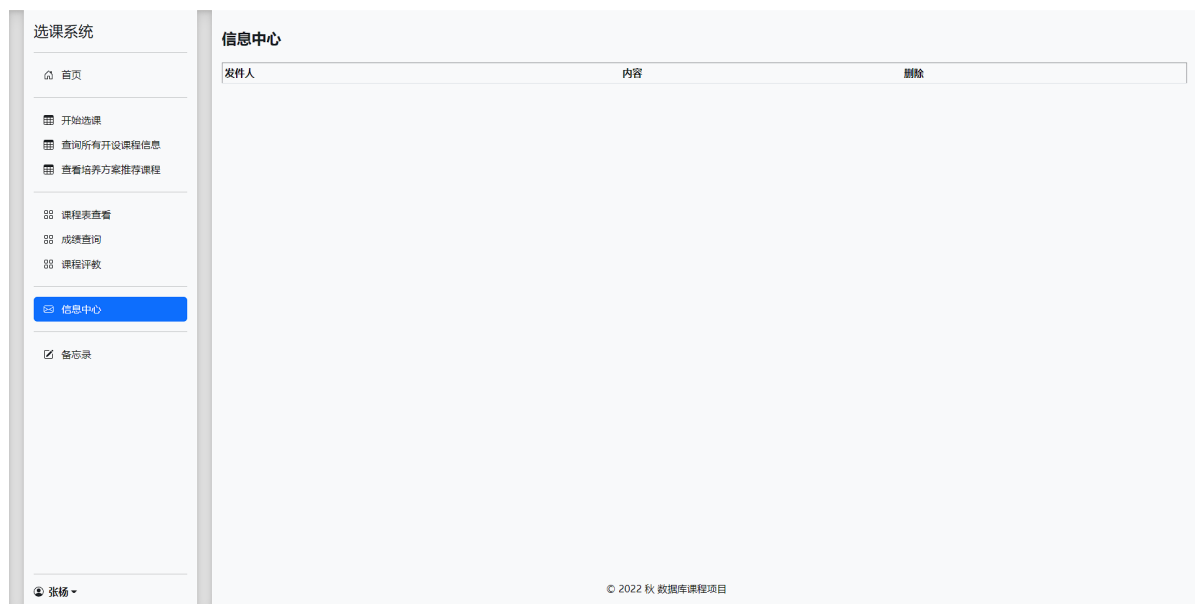 选课系统
首页
开始选课
查询所有开设课程信息
查看培养方案推荐课程
课程表查看
成绩查询
课程评教
信息中心
备忘录
张杨
信息中心
发件人 内容 删除
© 2022 秋 数据库课程项目